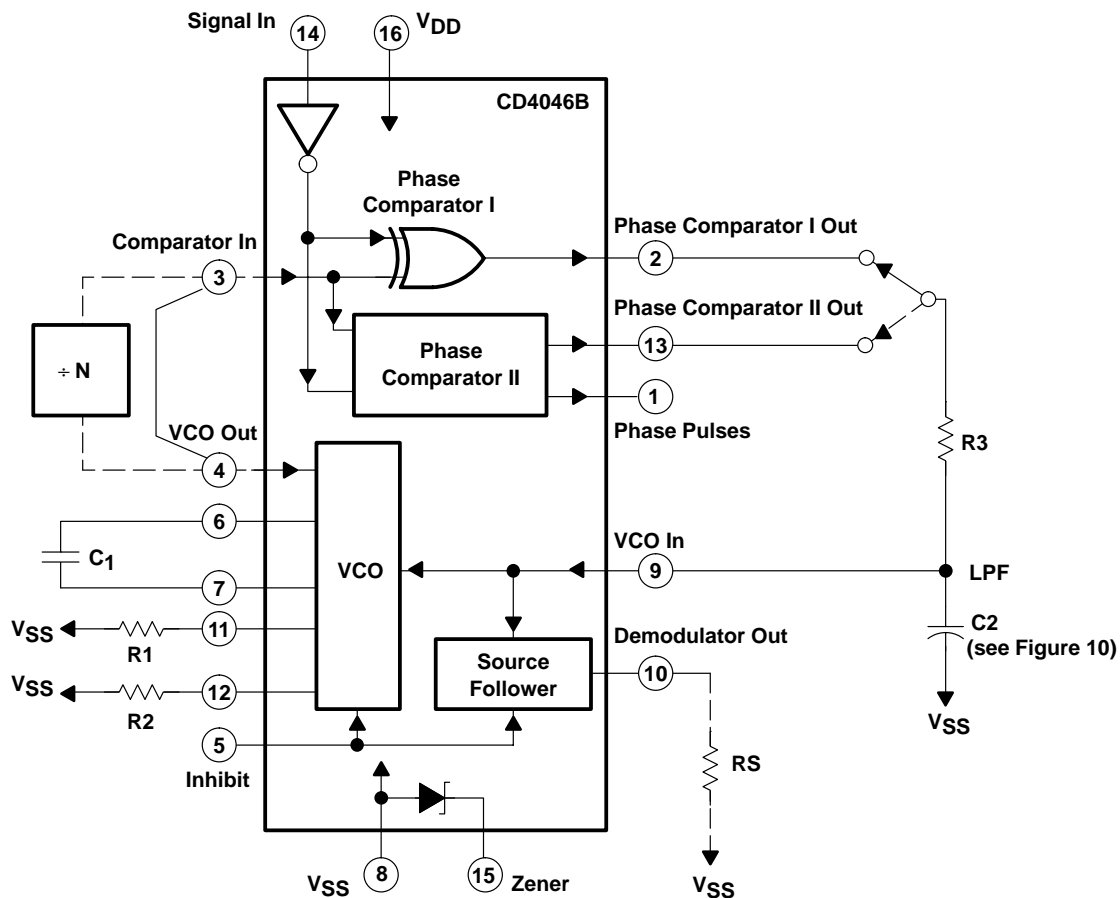 Signal In
14
16
VDD
CD4046B
Phase
Comparator I
Comparator In
3
Phase Comparator I Out
2
Phase Comparator II Out
13
÷ N
Phase
Comparator II
1
Phase Pulses
VCO Out
4
R3
6
C1
VCO
VCO In
9
LPF
7
C2
(see Figure 10)
VSS
R1
11
Demodulator Out
10
Source
Follower
VSS
R2
12
VSS
5
Inhibit
RS
VSS
8
15
Zener
VSS